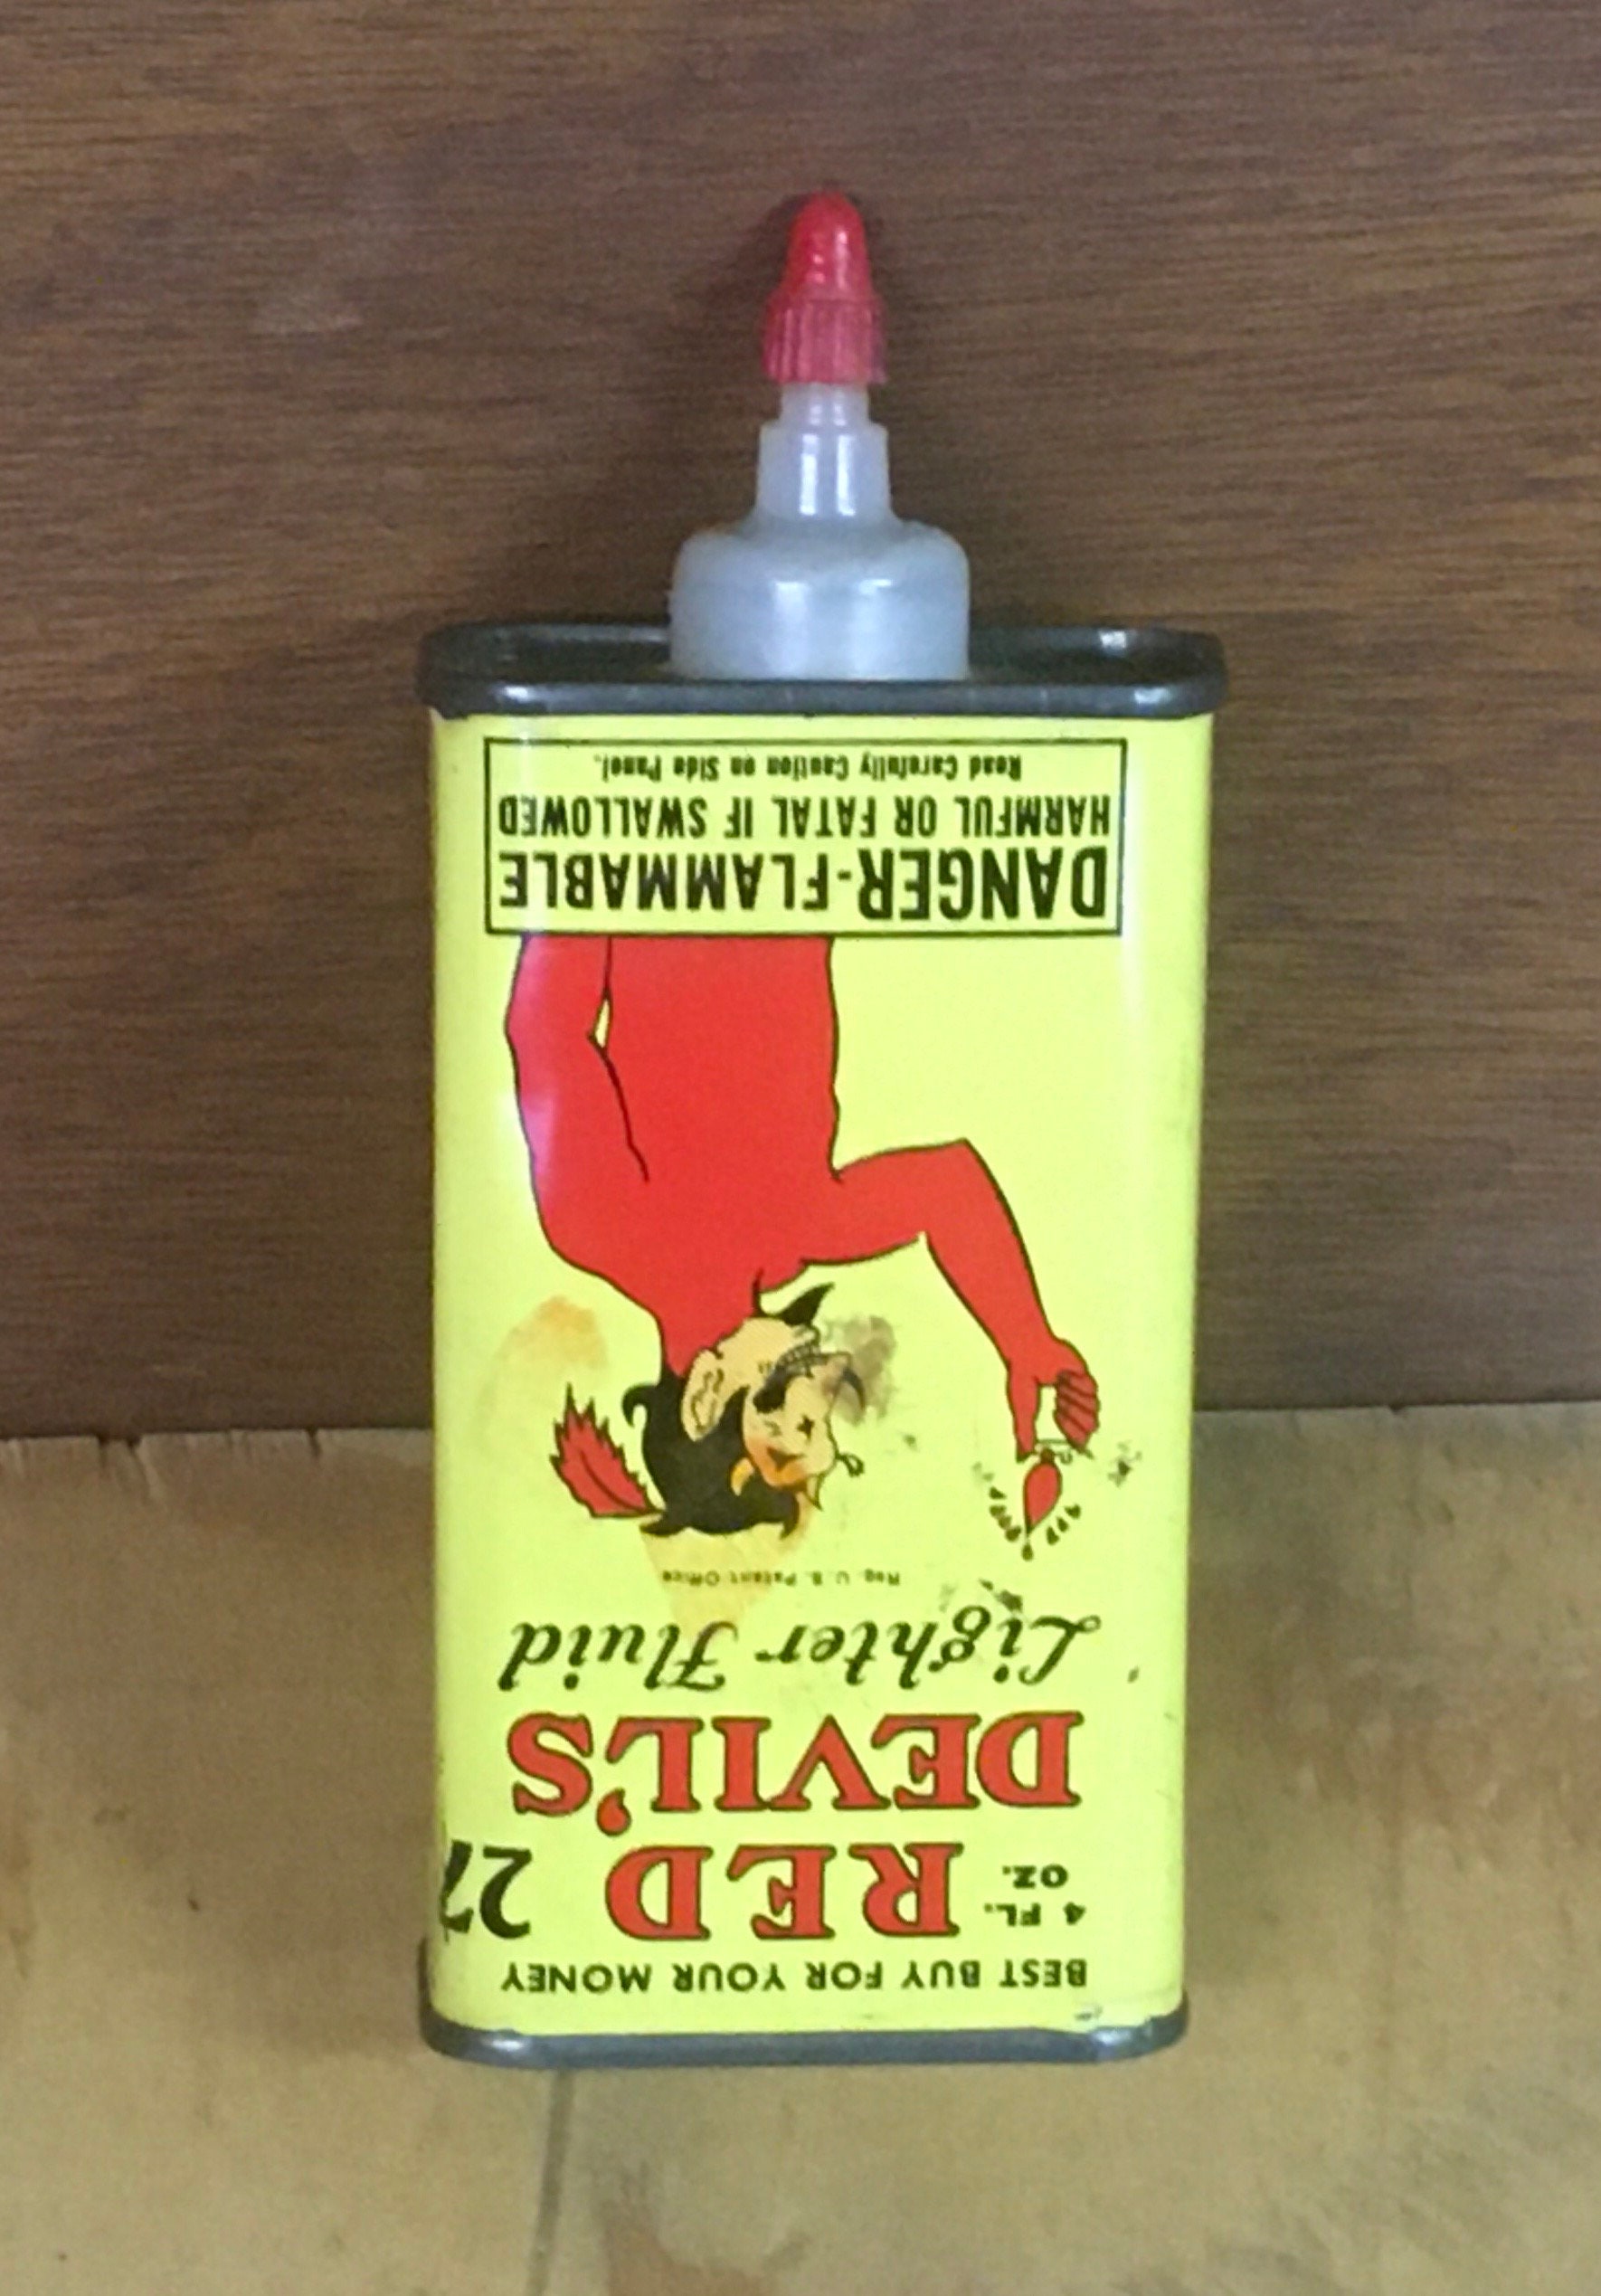 BEST BUY FOR YOUR MONEY
4 FL. OZ.
RED 27
DEVIL'S
Lighter Fluid
Reg. U. S. Patent Office
DANGER-FLAMMABLE
HARMFUL OR FATAL IF SWALLOWED
Read Carefully Caution on Side Panel.